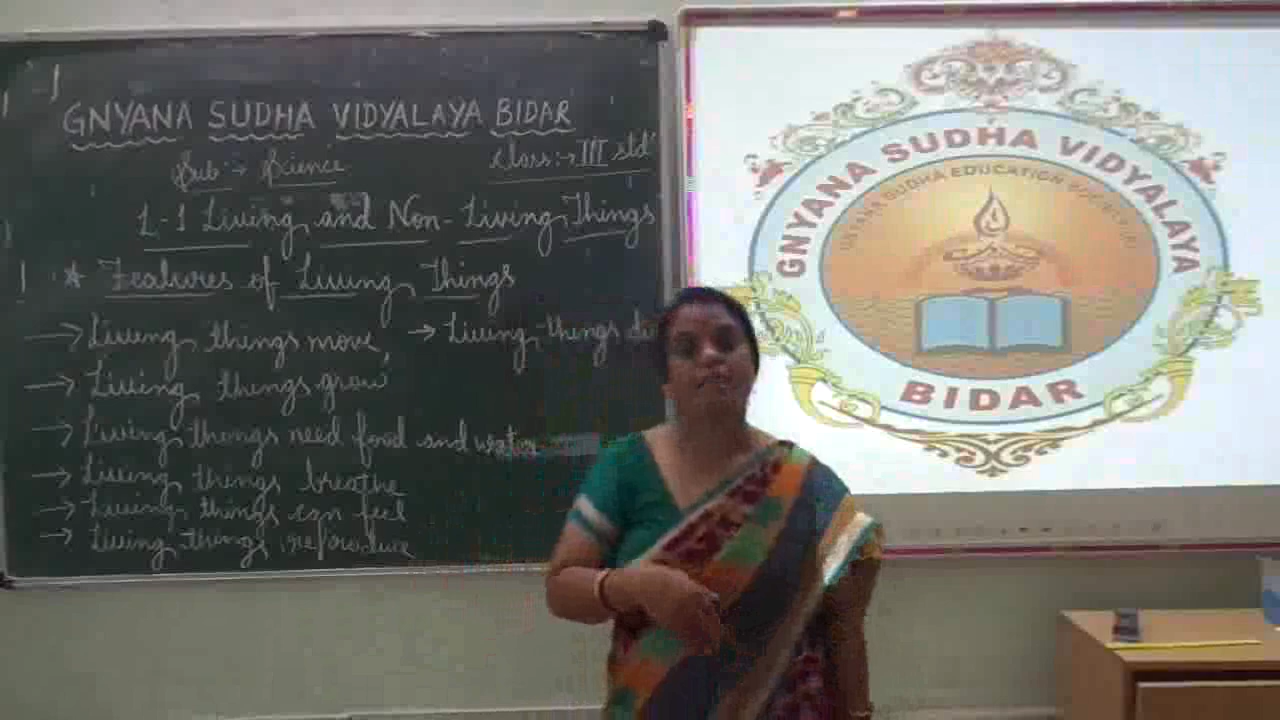 GNYANA SUDHA VIDYALAYA BIDAR
Sub :→ Science
Class :→ III std
L-1 Living and Non-Living Things
* Features of Living Things
→ Living things move,
→ Living things
→ Living things grow
→ Living things need food and water
→ Living things breathe
→ Living things can feel
→ Living things reproduce
GNYANA SUDHA VIDYALAYA
GNYANA SUDHA EDUCATION SOCIETY
BIDAR